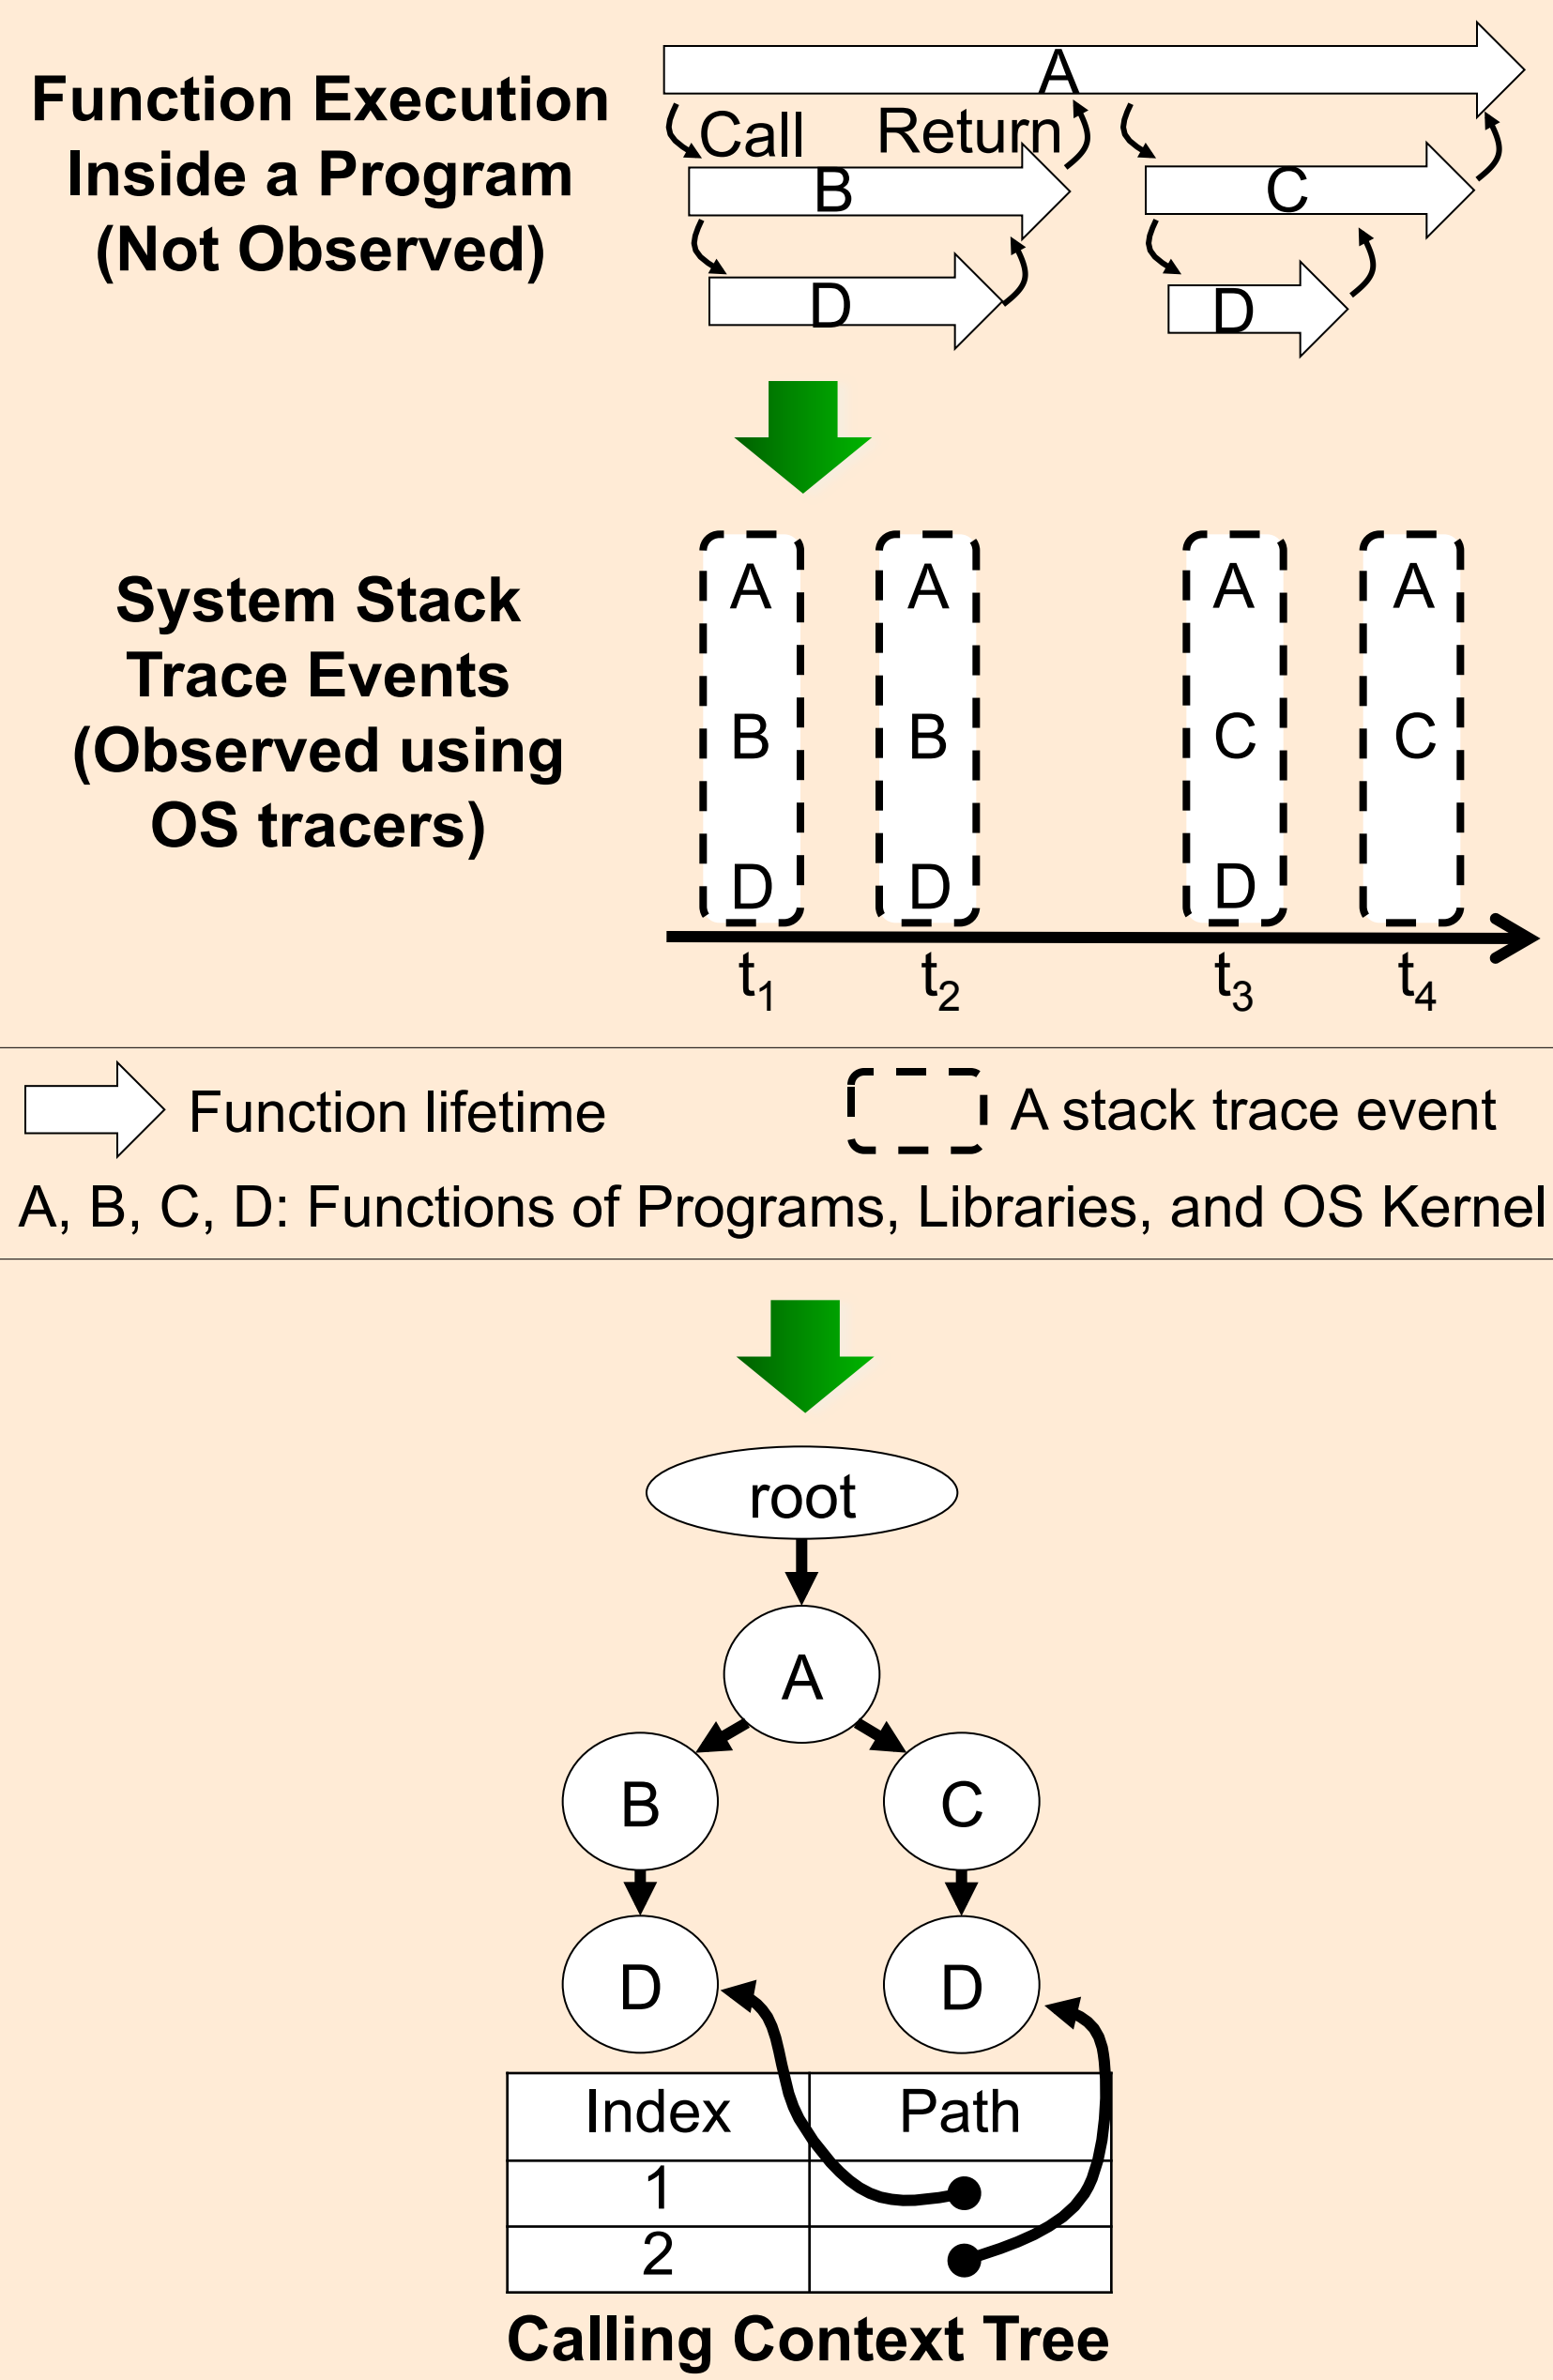 Function Execution
Inside a Program
(Not Observed)
A
Call Return
B
C
D
D
System Stack
Trace Events
(Observed using
OS tracers)
A A A A
B B C C
D D D
t1 t2 t3 t4
Function lifetime
A stack trace event
A, B, C, D: Functions of Programs, Libraries, and OS Kernel
root
A
B C
D D
Index Path
1
2
Calling Context Tree